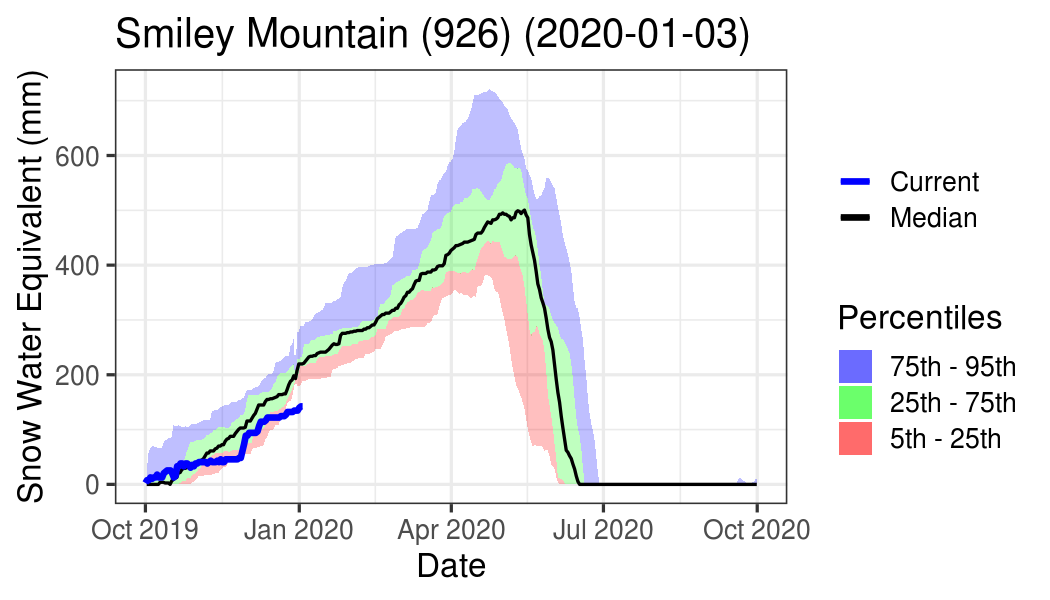 Smiley Mountain (926) (2020-01-03)
Snow Water Equivalent (mm)
600
400
200
0
Oct 2019 Jan 2020 Apr 2020 Jul 2020 Oct 2020
Date
Current
Median
Percentiles
75th - 95th
25th - 75th
5th - 25th